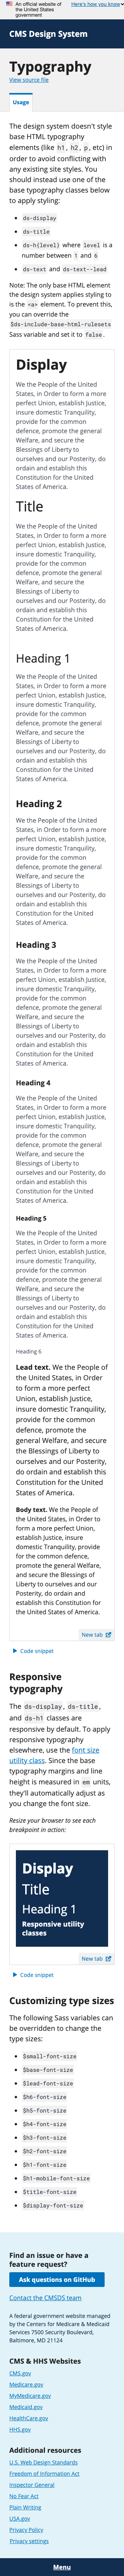 An official website of
the United States
government
Here's how you know
CMS Design System
Typography
View source file
Usage
The design system doesn't style
base HTML typography
elements (like h1, h2, p, etc) in
order to avoid conflicting with
any existing site styles. You
must instead use one of the
base typography classes below
to apply styling:
ds-display
ds-title
ds-h{level} where level is a
number between 1 and 6
ds-text and ds-text--lead
Note: The only base HTML element
the design system applies styling to
is the <a> element. To prevent this,
you can override the
$ds-include-base-html-rulesets
Sass variable and set it to false.
Display
We the People of the United
States, in Order to form a more
perfect Union, establish Justice,
insure domestic Tranquility,
provide for the common
defence, promote the general
Welfare, and secure the
Blessings of Liberty to
ourselves and our Posterity, do
ordain and establish this
Constitution for the United
States of America.
Title
We the People of the United
States, in Order to form a more
perfect Union, establish Justice,
insure domestic Tranquility,
provide for the common
defence, promote the general
Welfare, and secure the
Blessings of Liberty to
ourselves and our Posterity, do
ordain and establish this
Constitution for the United
States of America.
Heading 1
We the People of the United
States, in Order to form a more
perfect Union, establish Justice,
insure domestic Tranquility,
provide for the common
defence, promote the general
Welfare, and secure the
Blessings of Liberty to
ourselves and our Posterity, do
ordain and establish this
Constitution for the United
States of America.
Heading 2
We the People of the United
States, in Order to form a more
perfect Union, establish Justice,
insure domestic Tranquility,
provide for the common
defence, promote the general
Welfare, and secure the
Blessings of Liberty to
ourselves and our Posterity, do
ordain and establish this
Constitution for the United
States of America.
Heading 3
We the People of the United
States, in Order to form a more
perfect Union, establish Justice,
insure domestic Tranquility,
provide for the common
defence, promote the general
Welfare, and secure the
Blessings of Liberty to
ourselves and our Posterity, do
ordain and establish this
Constitution for the United
States of America.
Heading 4
We the People of the United
States, in Order to form a more
perfect Union, establish Justice,
insure domestic Tranquility,
provide for the common
defence, promote the general
Welfare, and secure the
Blessings of Liberty to
ourselves and our Posterity, do
ordain and establish this
Constitution for the United
States of America.
Heading 5
We the People of the United
States, in Order to form a more
perfect Union, establish Justice,
insure domestic Tranquility,
provide for the common
defence, promote the general
Welfare, and secure the
Blessings of Liberty to
ourselves and our Posterity, do
ordain and establish this
Constitution for the United
States of America.
Heading 6
Lead text. We the People of
the United States, in Order
to form a more perfect
Union, establish Justice,
insure domestic Tranquility,
provide for the common
defence, promote the
general Welfare, and secure
the Blessings of Liberty to
ourselves and our Posterity,
do ordain and establish this
Constitution for the United
States of America.
Body text. We the People of
the United States, in Order to
form a more perfect Union,
establish Justice, insure
domestic Tranquility, provide
for the common defence,
promote the general Welfare,
and secure the Blessings of
Liberty to ourselves and our
Posterity, do ordain and
establish this Constitution for
the United States of America.
New tab
Code snippet
Responsive
typography
The ds-display, ds-title,
and ds-h1 classes are
responsive by default. To apply
responsive typography
elsewhere, use the font size
utility class. Since the base
typography margins and line
height is measured in em units,
they'll automatically adjust as
you change the font size.
Resize your browser to see each
breakpoint in action:
Display
Title
Heading 1
Responsive utility
classes
New tab
Code snippet
Customizing type sizes
The following Sass variables can
be overridden to change the
type sizes:
$small-font-size
$base-font-size
$lead-font-size
$h6-font-size
$h5-font-size
$h4-font-size
$h3-font-size
$h2-font-size
$h1-font-size
$h1-mobile-font-size
$title-font-size
$display-font-size
Find an issue or have a
feature request?
Ask questions on GitHub
Contact the CMSDS team
A federal government website managed
by the Centers for Medicare & Medicaid
Services 7500 Security Boulevard,
Baltimore, MD 21124
CMS & HHS Websites
CMS.gov
Medicare.gov
MyMedicare.gov
Medicaid.gov
HealthCare.gov
HHS.gov
Additional resources
U.S. Web Design Standards
Freedom of Information Act
Inspector General
No Fear Act
Plain Writing
USA.gov
Privacy Policy
Privacy settings
Menu